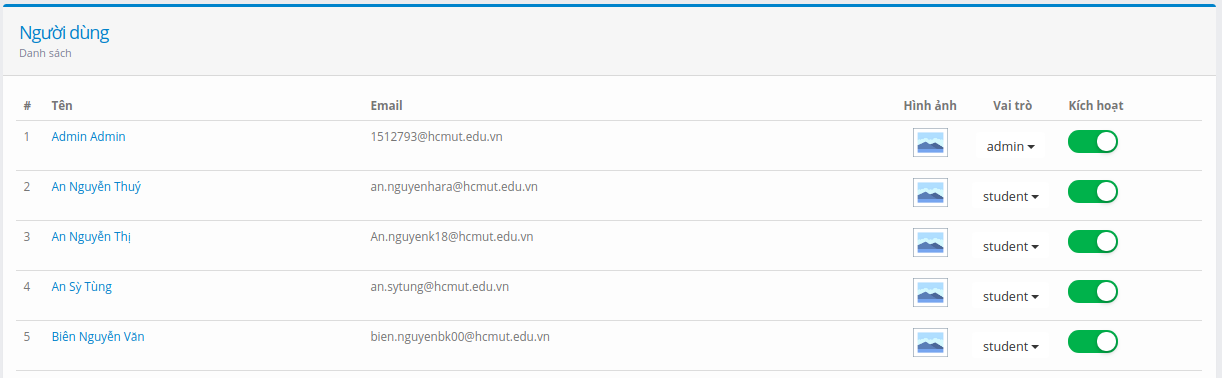 Người dùng
Danh sách
# Tên Email Hình ảnh Vai trò Kích hoạt
1 Admin Admin 1512793@hcmut.edu.vn admin
2 An Nguyễn Thuý an.nguyenhara@hcmut.edu.vn student
3 An Nguyễn Thị An.nguyenk18@hcmut.edu.vn student
4 An Sỳ Tùng an.sytung@hcmut.edu.vn student
5 Biên Nguyễn Văn bien.nguyenbk00@hcmut.edu.vn student